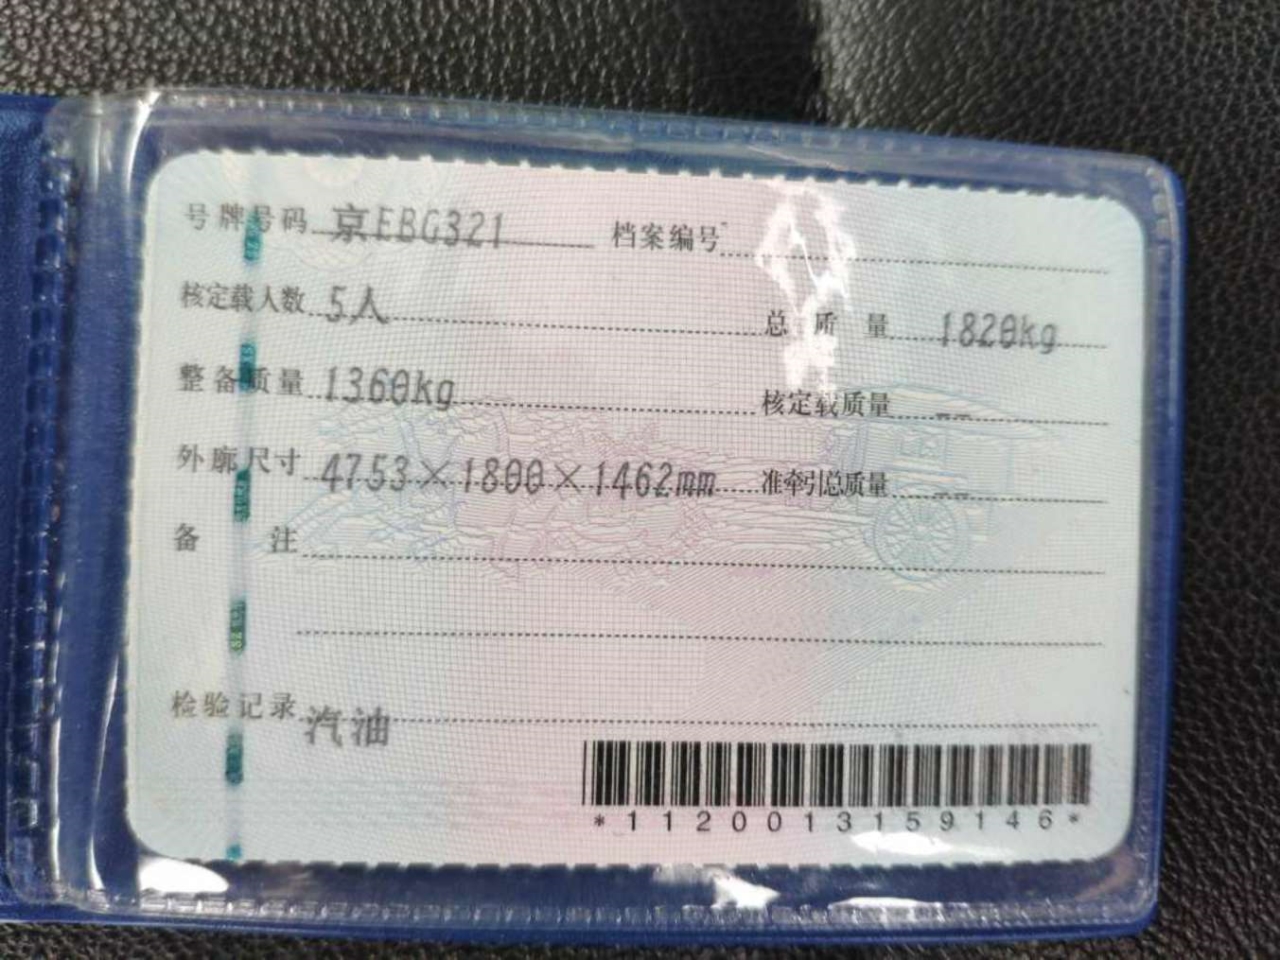 号牌号码 京EBG321 档案编号
核定载人数 5人 总质量 1820kg
整备质量 1360kg 核定载质量 --
外廓尺寸 4753×1800×1462mm 准牵引总质量 --
备注
检验记录 汽油
*1120013159146*